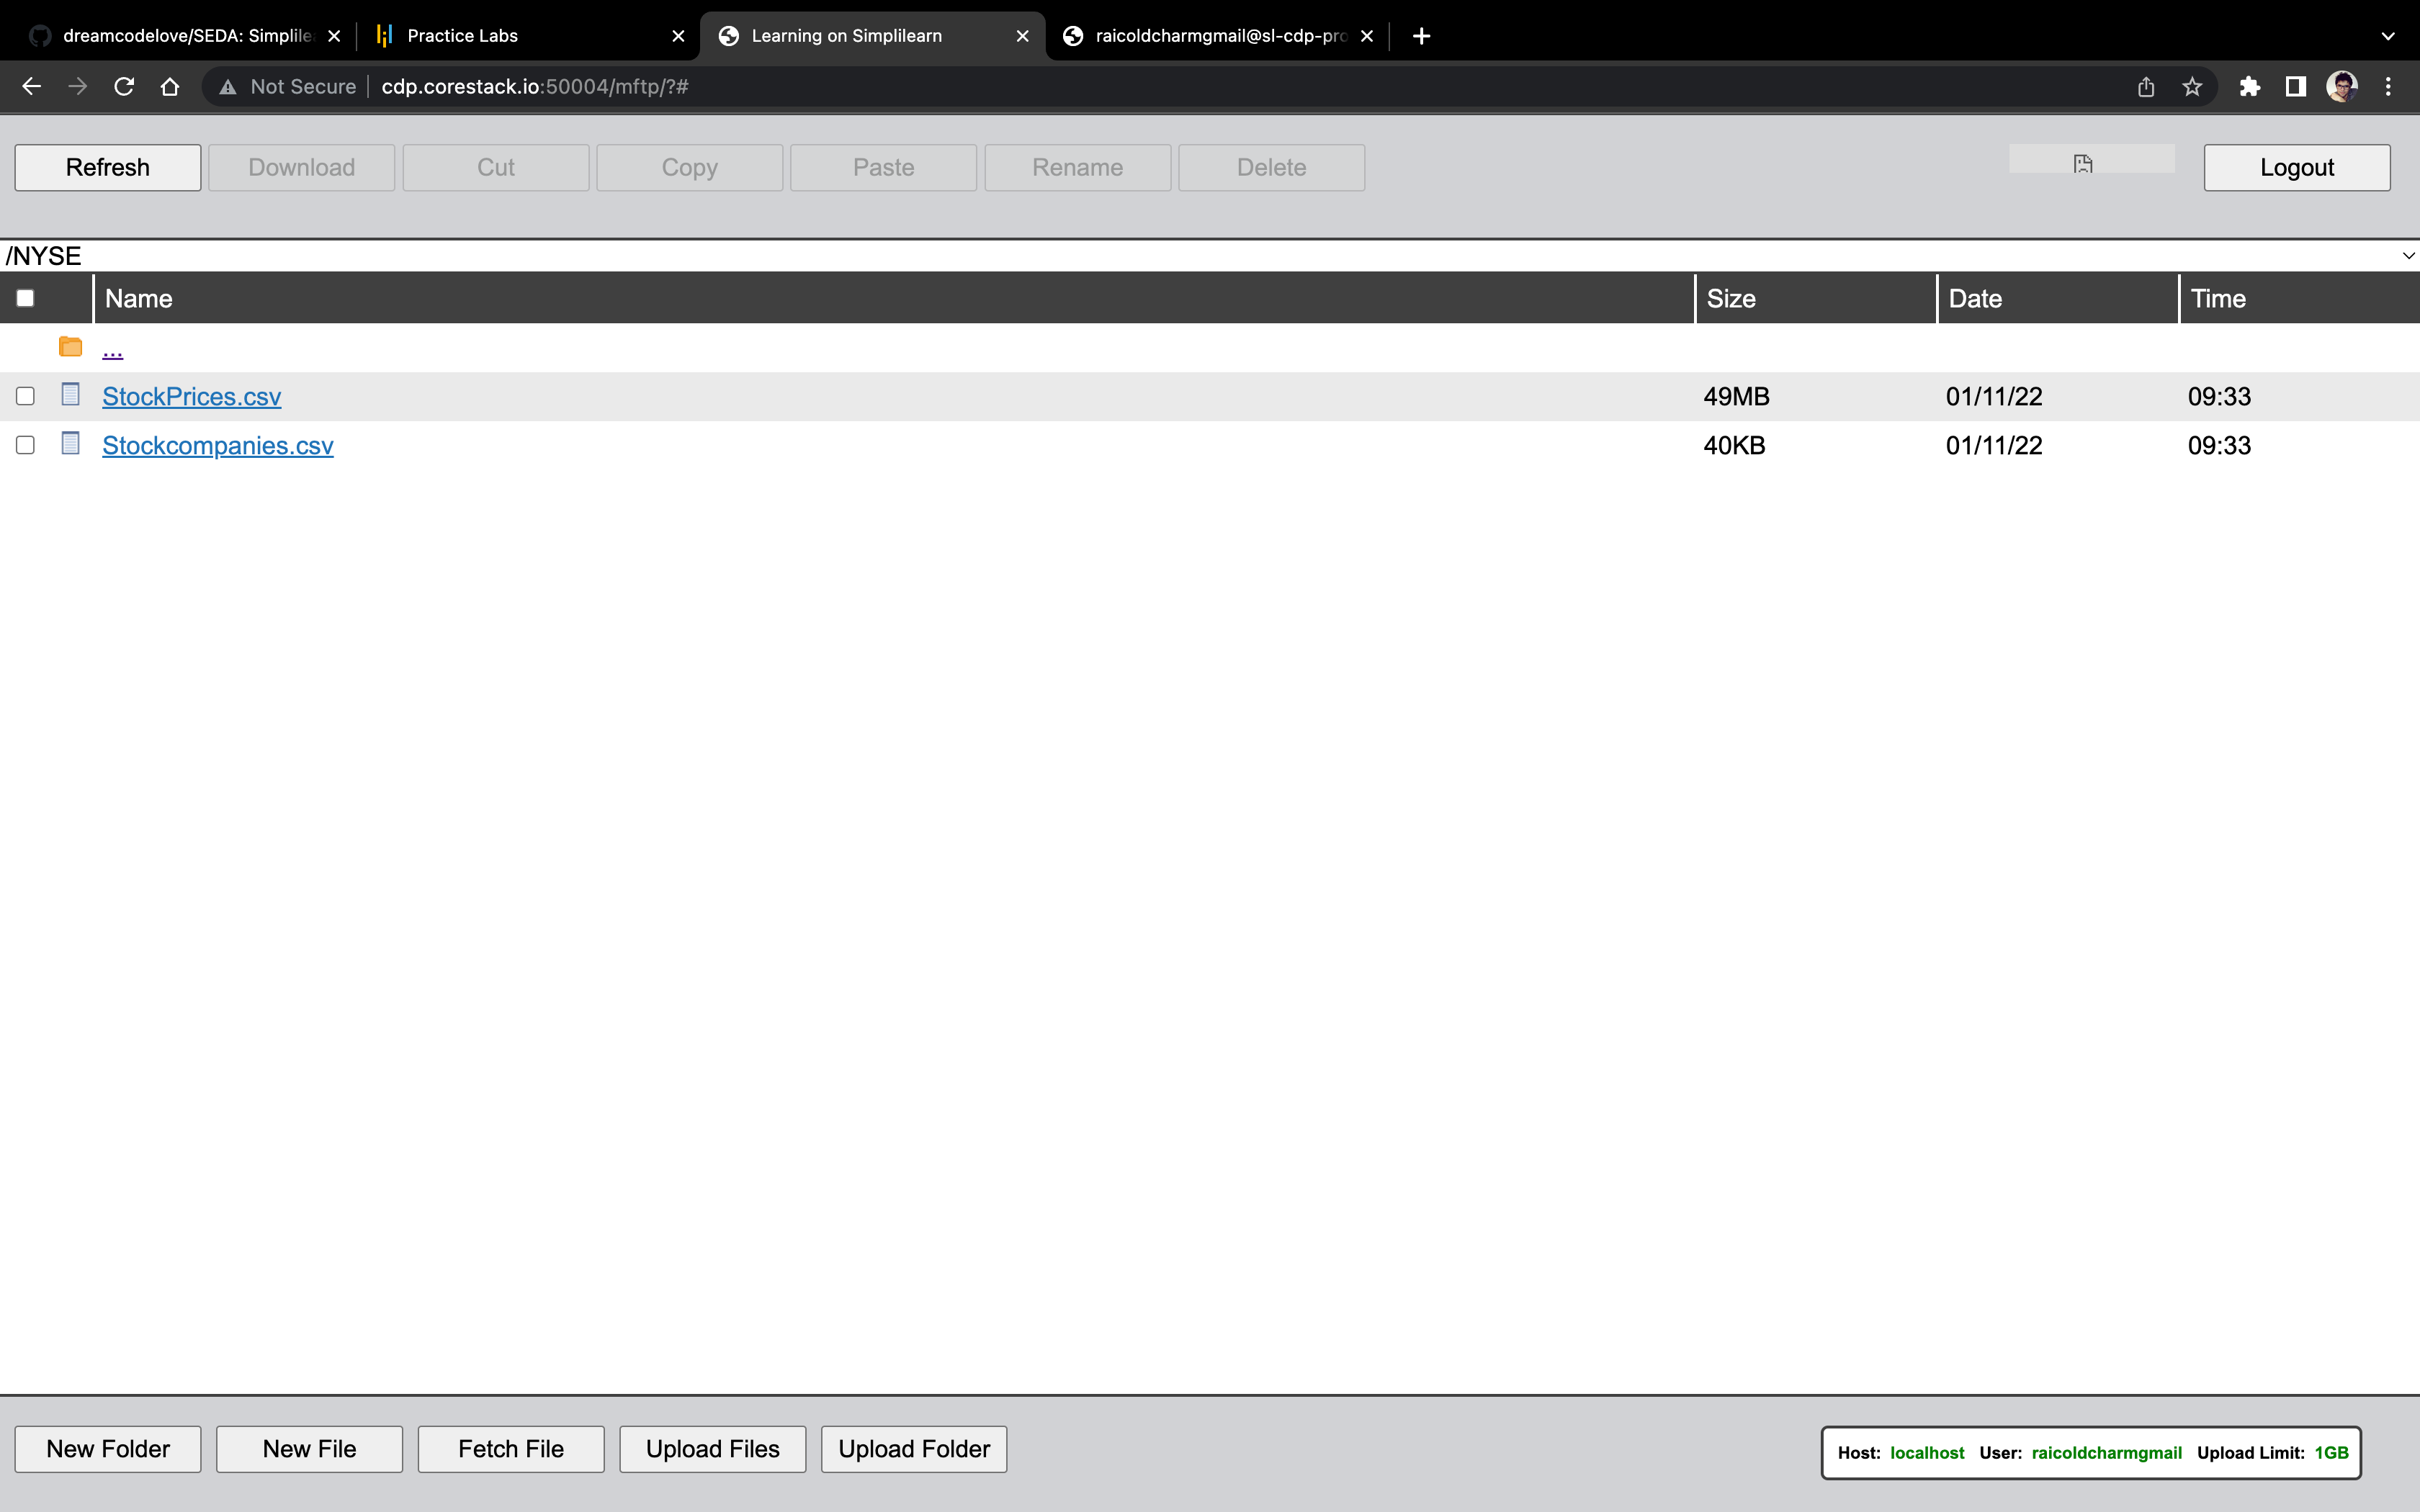 dreamcodelove/SEDA: Simplile Practice Labs Learning on Simplilearn raicoldcharmgmail@sl-cdp-pro
Not Secure cdp.corestack.io:50004/mftp/?#
Refresh Download Cut Copy Paste Rename Delete Logout
/NYSE
Name Size Date Time
...
StockPrices.csv 49MB 01/11/22 09:33
Stockcompanies.csv 40KB 01/11/22 09:33
New Folder New File Fetch File Upload Files Upload Folder Host: localhost User: raicoldcharmgmail Upload Limit: 1GB